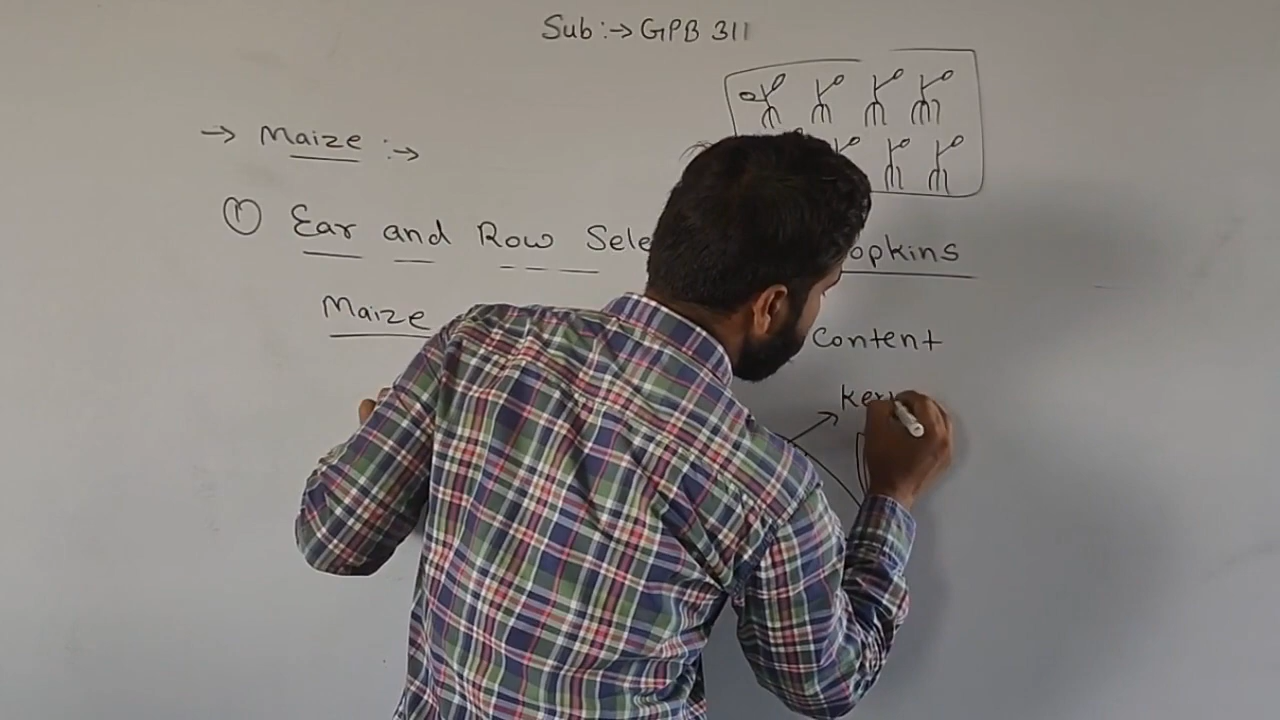 Sub :→ GPB 311
→ Maize :→
① Ear and Row Sele opkins
Maize Content
Ker